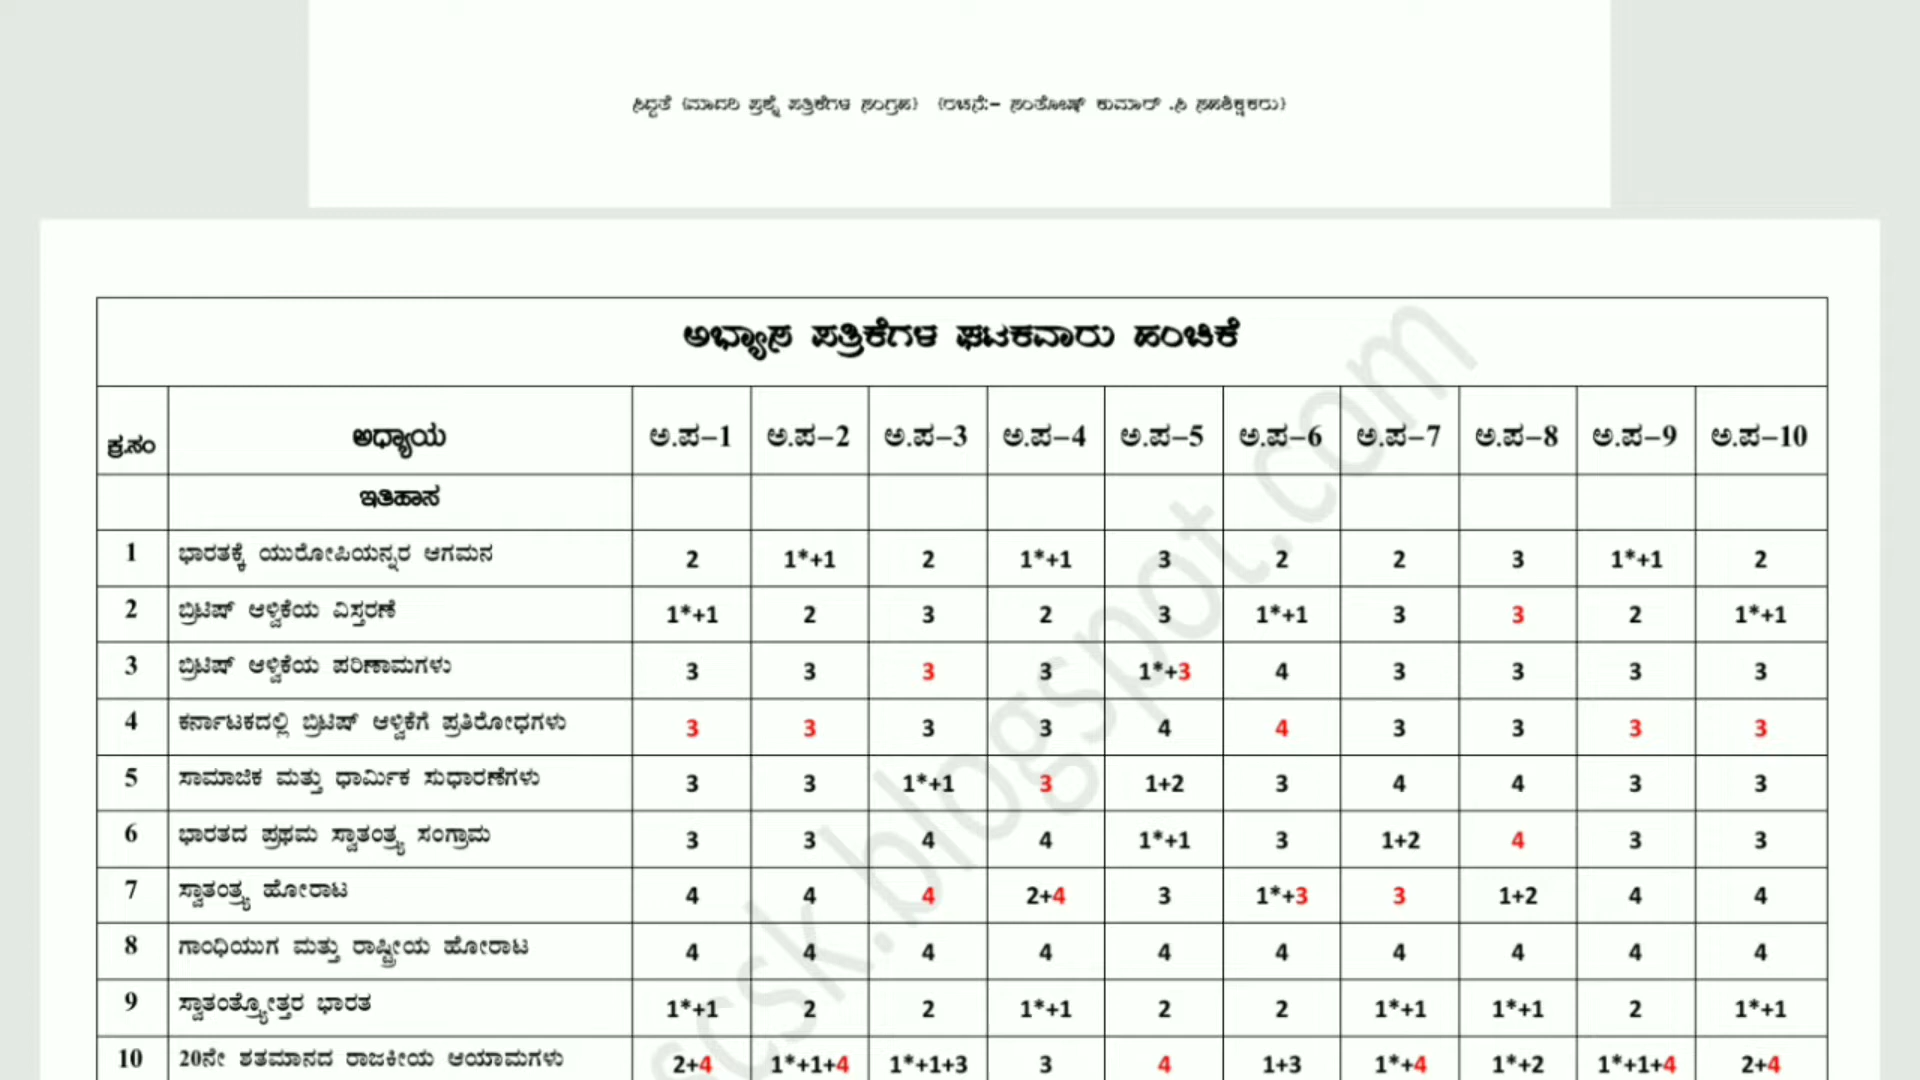 ಸಿದ್ಧತೆ (ಮಾದರಿ ಪ್ರಶ್ನೆ ಪತ್ರಿಕೆಗಳ ಸಂಗ್ರಹ) (ರಚನೆ:- ಸಂತೋಷ್ ಕುಮಾರ್ .ಸಿ ಸಹಶಿಕ್ಷಕರು)
ಅಭ್ಯಾಸ ಪತ್ರಿಕೆಗಳ ಘಟಕವಾರು ಹಂಚಿಕೆ
ಕ್ರ.ಸಂ ಅಧ್ಯಾಯ ಅ.ಪ-1 ಅ.ಪ-2 ಅ.ಪ-3 ಅ.ಪ-4 ಅ.ಪ-5 ಅ.ಪ-6 ಅ.ಪ-7 ಅ.ಪ-8 ಅ.ಪ-9 ಅ.ಪ-10
ಇತಿಹಾಸ
1 ಭಾರತಕ್ಕೆ ಯುರೋಪಿಯನ್ನರ ಆಗಮನ 2 1*+1 2 1*+1 3 2 2 3 1*+1 2
2 ಬ್ರಿಟಿಷ್ ಆಳ್ವಿಕೆಯ ವಿಸ್ತರಣೆ 1*+1 2 3 2 3 1*+1 3 3 2 1*+1
3 ಬ್ರಿಟಿಷ್ ಆಳ್ವಿಕೆಯ ಪರಿಣಾಮಗಳು 3 3 3 3 1*+3 4 3 3 3 3
4 ಕರ್ನಾಟಕದಲ್ಲಿ ಬ್ರಿಟಿಷ್ ಆಳ್ವಿಕೆಗೆ ಪ್ರತಿರೋಧಗಳು 3 3 3 3 4 4 3 3 3 3
5 ಸಾಮಾಜಿಕ ಮತ್ತು ಧಾರ್ಮಿಕ ಸುಧಾರಣೆಗಳು 3 3 1*+1 3 1+2 3 4 4 3 3
6 ಭಾರತದ ಪ್ರಥಮ ಸ್ವಾತಂತ್ರ್ಯ ಸಂಗ್ರಾಮ 3 3 4 4 1*+1 3 1+2 4 3 3
7 ಸ್ವಾತಂತ್ರ್ಯ ಹೋರಾಟ 4 4 4 2+4 3 1*+3 3 1+2 4 4
8 ಗಾಂಧಿಯುಗ ಮತ್ತು ರಾಷ್ಟ್ರೀಯ ಹೋರಾಟ 4 4 4 4 4 4 4 4 4 4
9 ಸ್ವಾತಂತ್ರ್ಯೋತ್ತರ ಭಾರತ 1*+1 2 2 1*+1 2 2 1*+1 1*+1 2 1*+1
10 20ನೇ ಶತಮಾನದ ರಾಜಕೀಯ ಆಯಾಮಗಳು 2+4 1*+1+4 1*+1+3 3 4 1+3 1*+4 1*+2 1*+1+4 2+4
scsk.blogspot.com